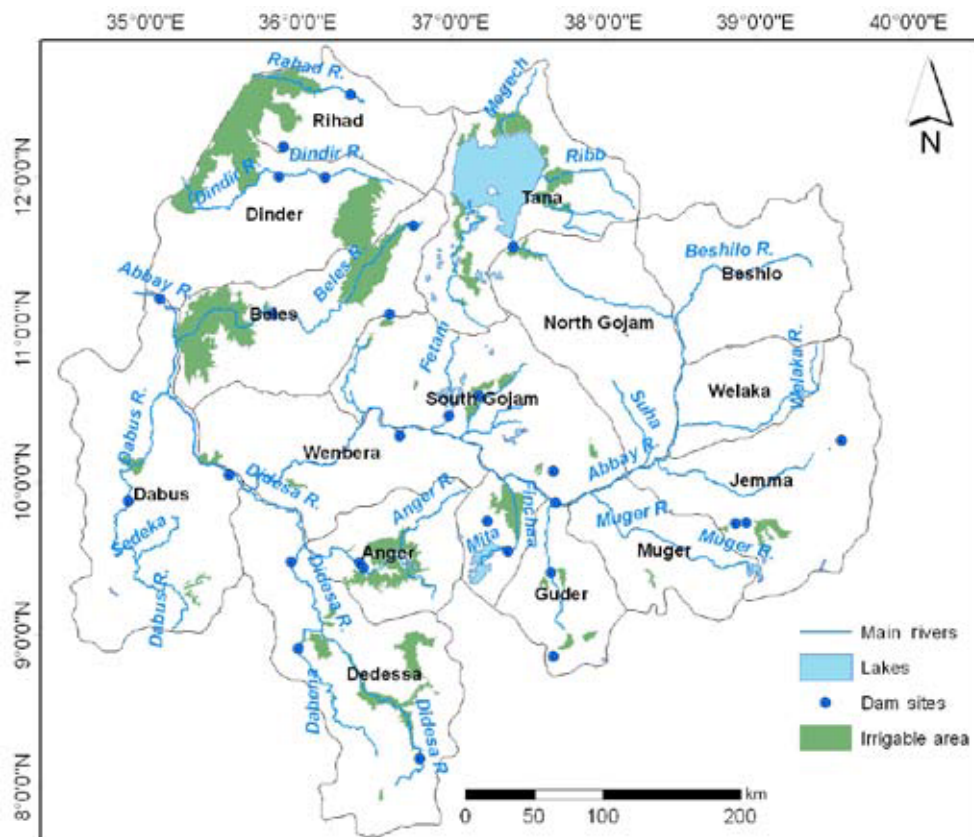 35°0'0"E 36°0'0"E 37°0'0"E 38°0'0"E 39°0'0"E 40°0'0"E
12°0'0"N
11°0'0"N
10°0'0"N
9°0'0"N
8°0'0"N
N
Rahad R.
Rihad
Megech
Dindir R.
Ribb
Dindir R.
Tana
Dinder
Beshilo R.
Beshlo
Abbay R.
Beles R.
Beles
North Gojam
Fetam
Welaka
Welaka R.
South Gojam
Suha
Dabus R.
Wenbera
Abbay R.
Jemma
Dabus
Didesa R.
Anger R.
Finchea
Muger R.
Sedeka
Anger
Mita
Muger
Muger R.
Guder
Didesa R.
Dabus R.
Dedessa
Dabena
Didesa R.
Main rivers
Lakes
Dam sites
Irrigable area
km
0 50 100 200